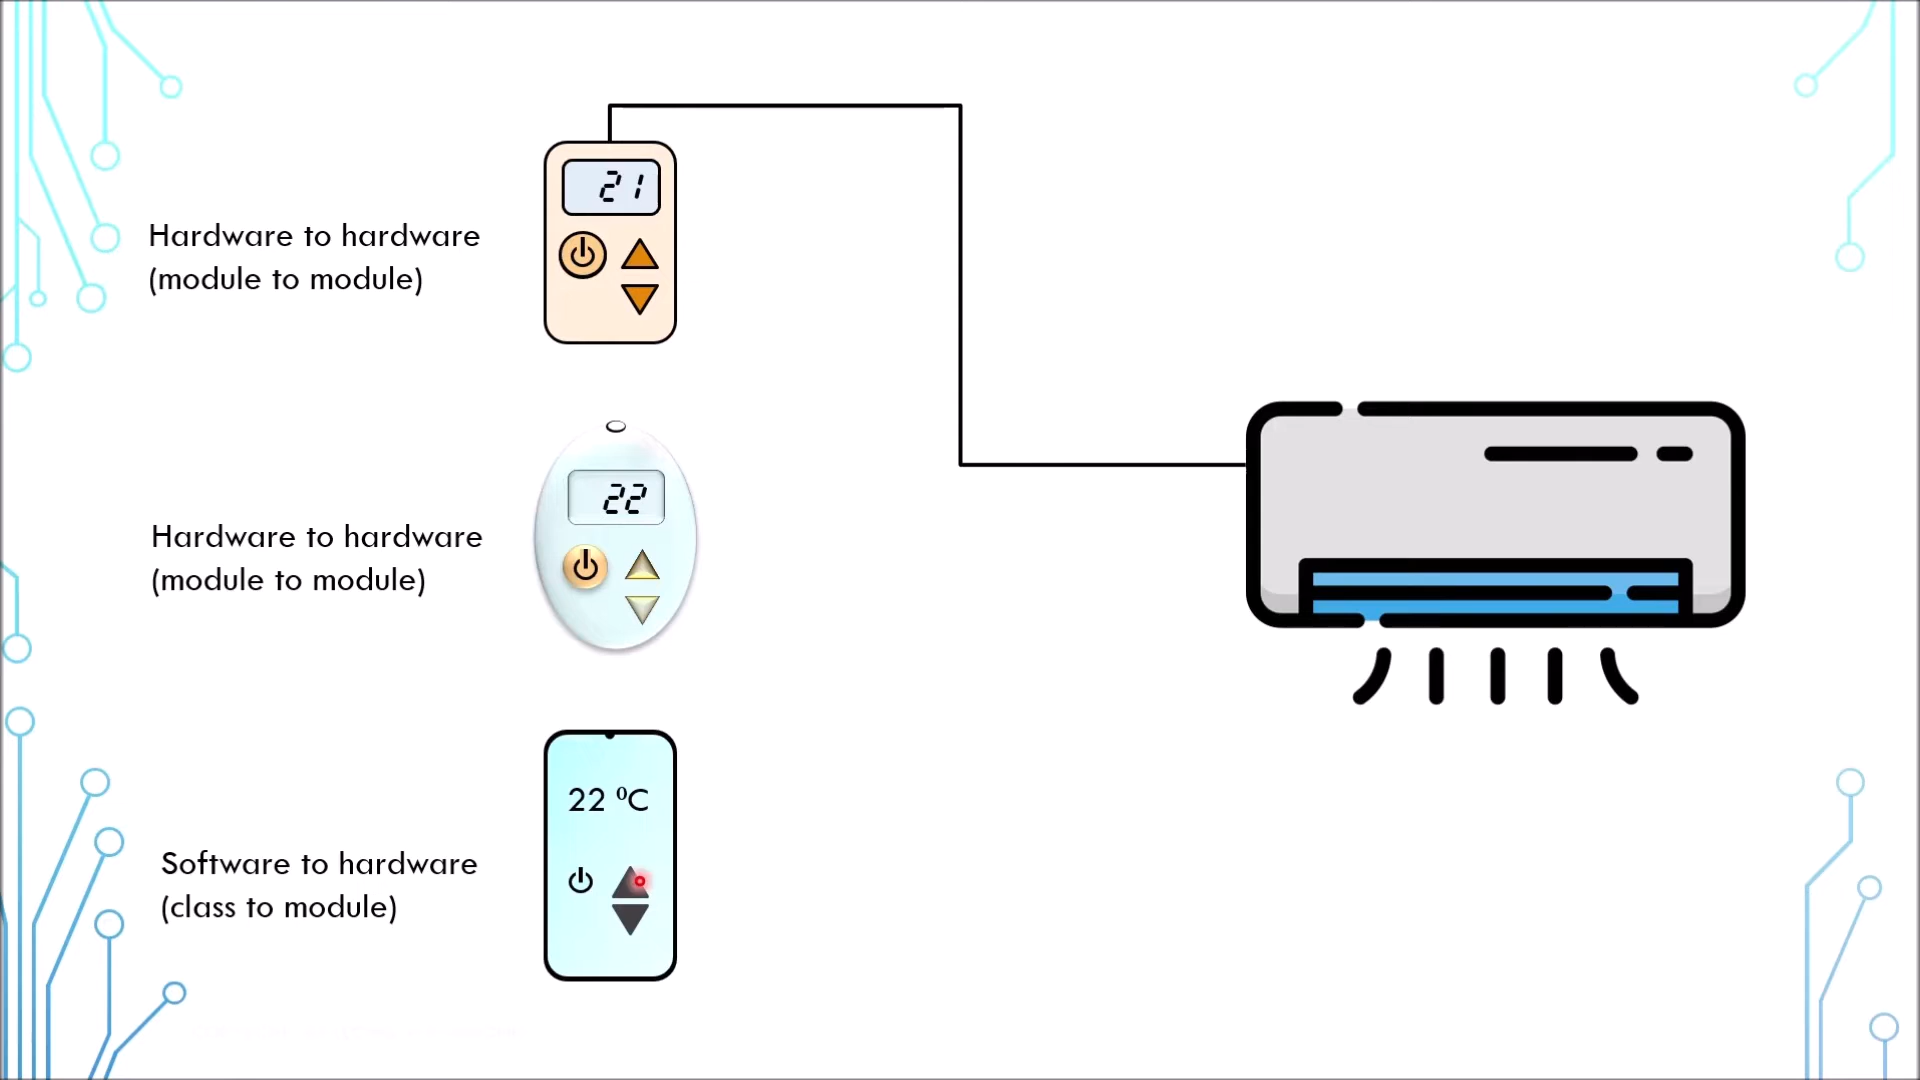 21
Hardware to hardware
(module to module)
22
Hardware to hardware
(module to module)
22 ⁰C
Software to hardware
(class to module)